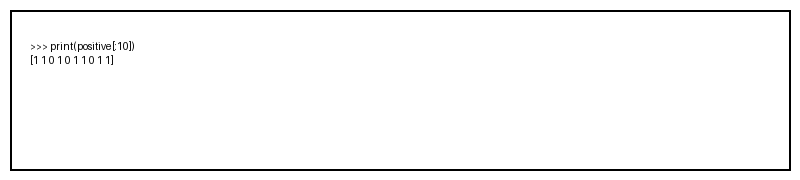 >>> print(positive[:10])
[1 1 0 1 0 1 1 0 1 1]